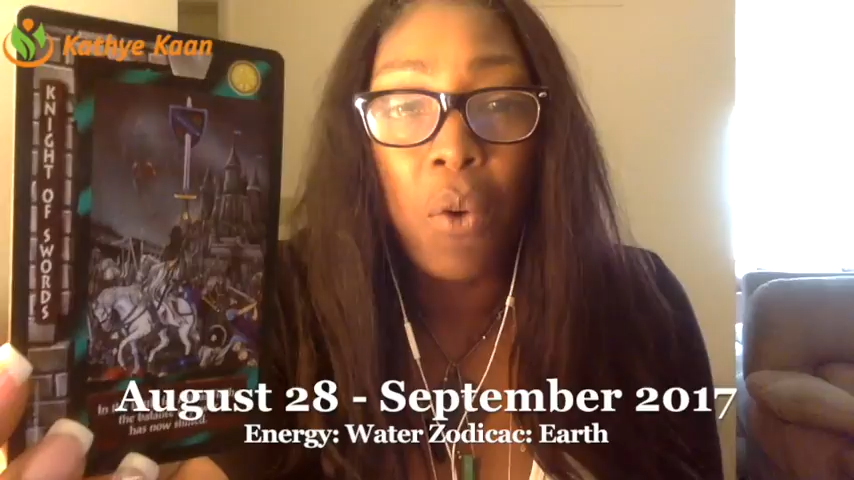 Kathye Kaan
KNIGHT OF SWORDS
In the
the balance
has now shifted.
August 28 - September 2017
Energy: Water Zodicac: Earth